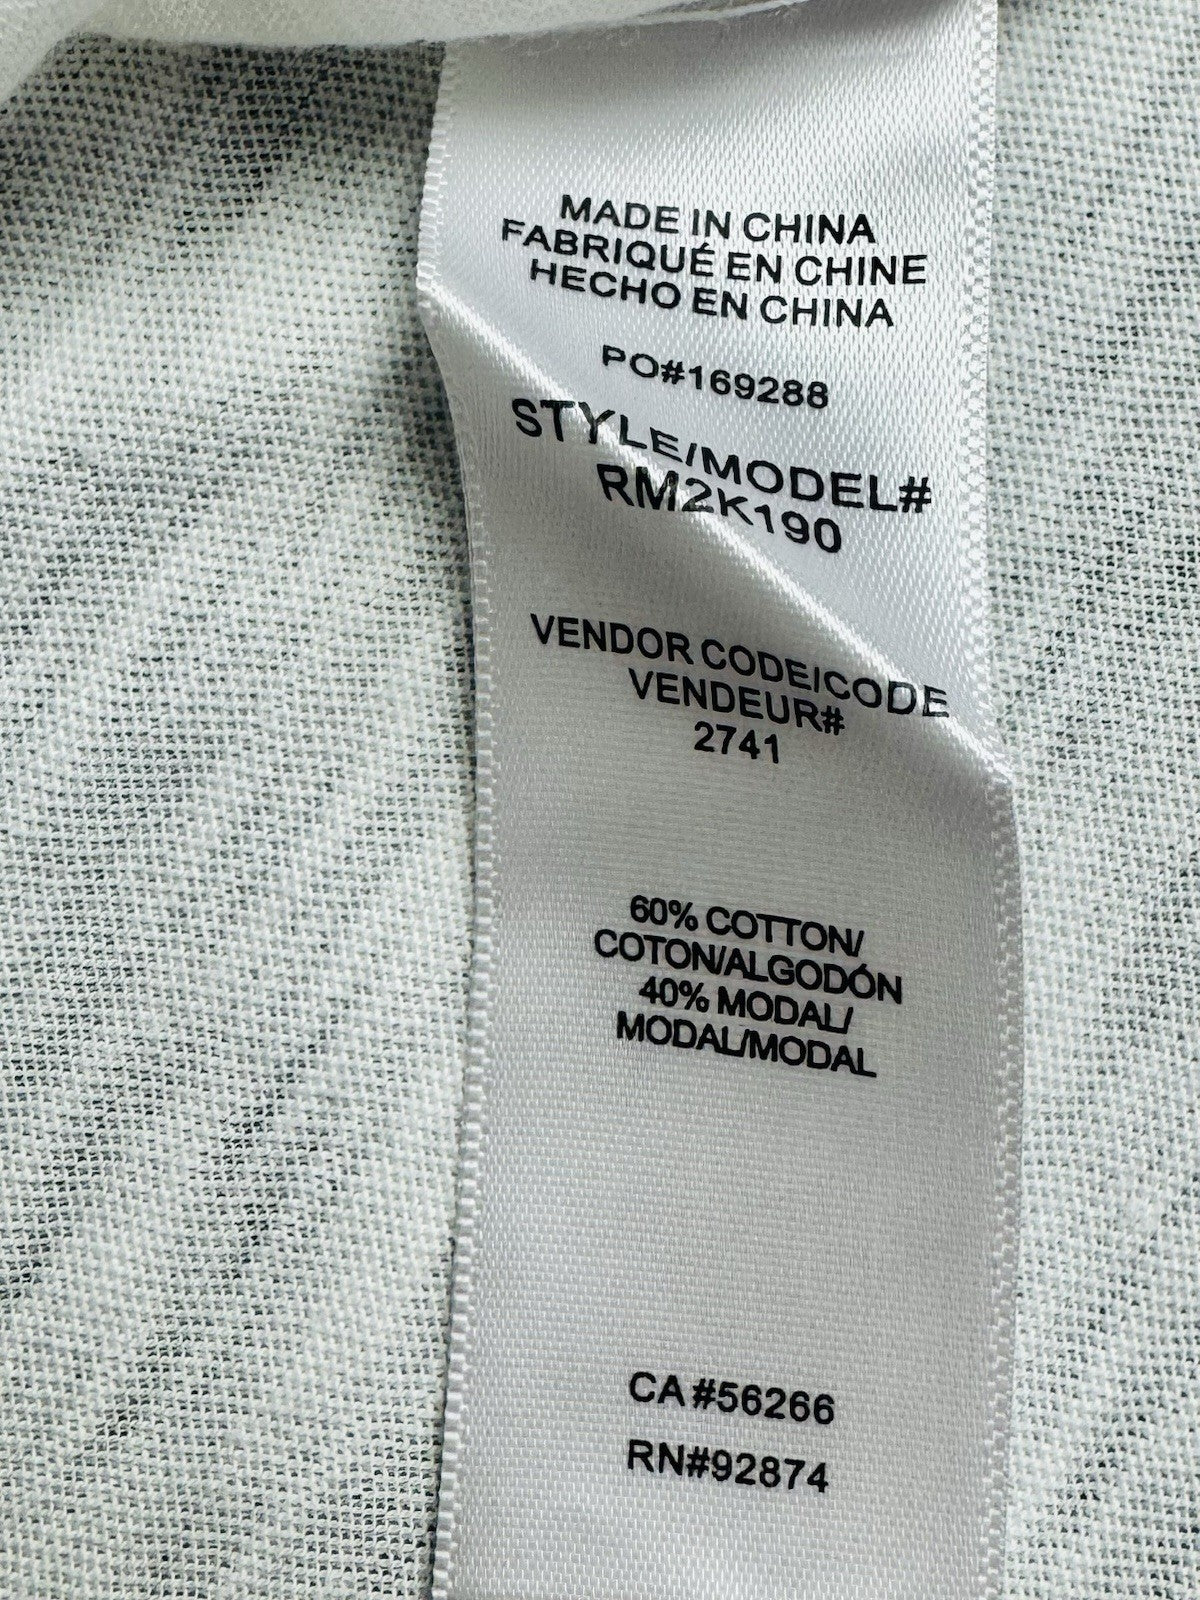 MADE IN CHINA
FABRIQUÉ EN CHINE
HECHO EN CHINA
PO#169288
STYLE/MODEL#
RM2K190
VENDOR CODE/CODE
VENDEUR#
2741
60% COTTON/
COTON/ALGODÓN
40% MODAL/
MODAL/MODAL
CA#56266
RN#92874